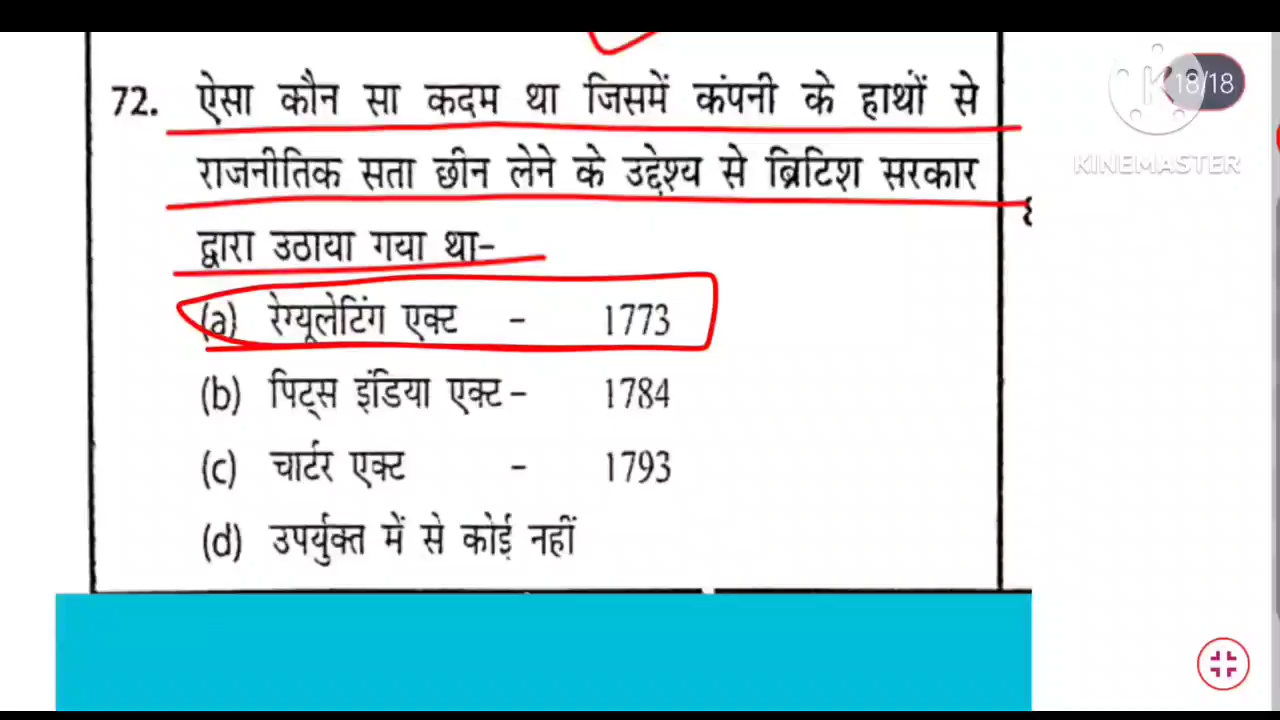 72. ऐसा कौन सा कदम था जिसमें कंपनी के हाथों से
राजनीतिक सता छीन लेने के उद्देश्य से ब्रिटिश सरकार
द्वारा उठाया गया था-
(a) रेग्यूलेटिंग एक्ट - 1773
(b) पिट्स इंडिया एक्ट - 1784
(c) चार्टर एक्ट - 1793
(d) उपर्युक्त में से कोई नहीं
18/18
KINEMASTER